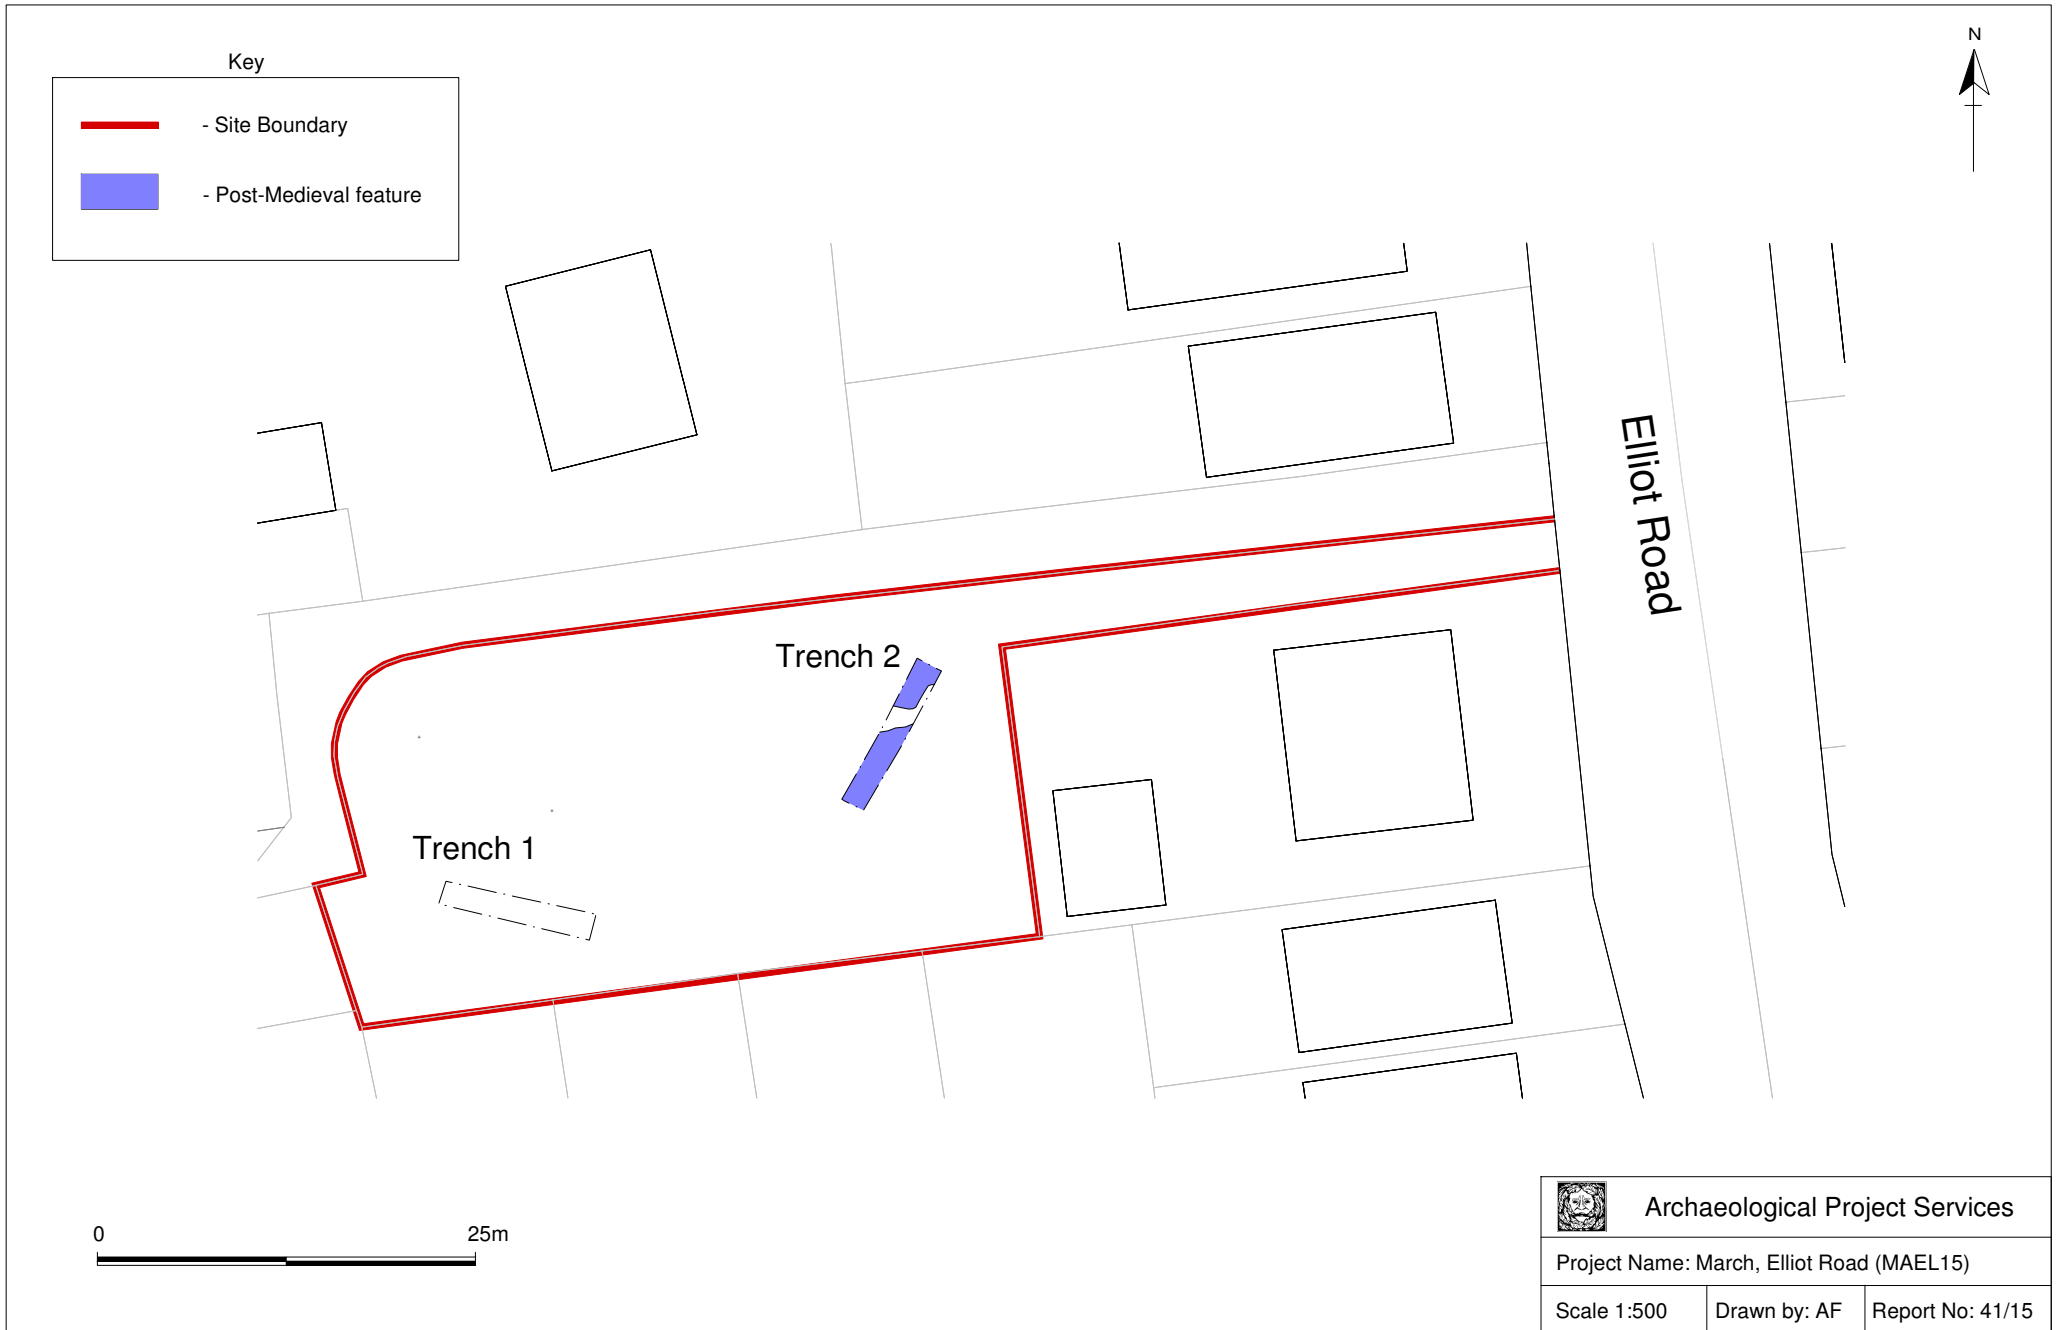 Key
- Site Boundary
- Post-Medieval feature
N
Elliot Road
Trench 2
Trench 1
0 25m
Archaeological Project Services
Project Name: March, Elliot Road (MAEL15)
Scale 1:500 Drawn by: AF Report No: 41/15